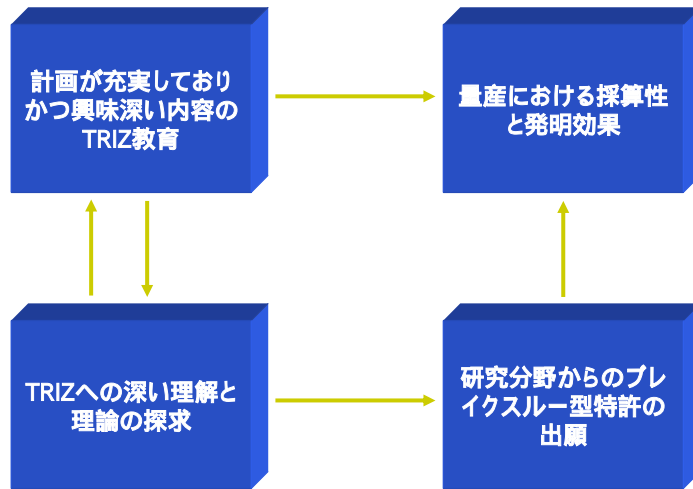 計画が充実しており
かつ興味深い内容の
TRIZ教育
量産における採算性
と発明効果
TRIZへの深い理解と
理論の探求
研究分野からのブレ
イクスルー型特許の
出願